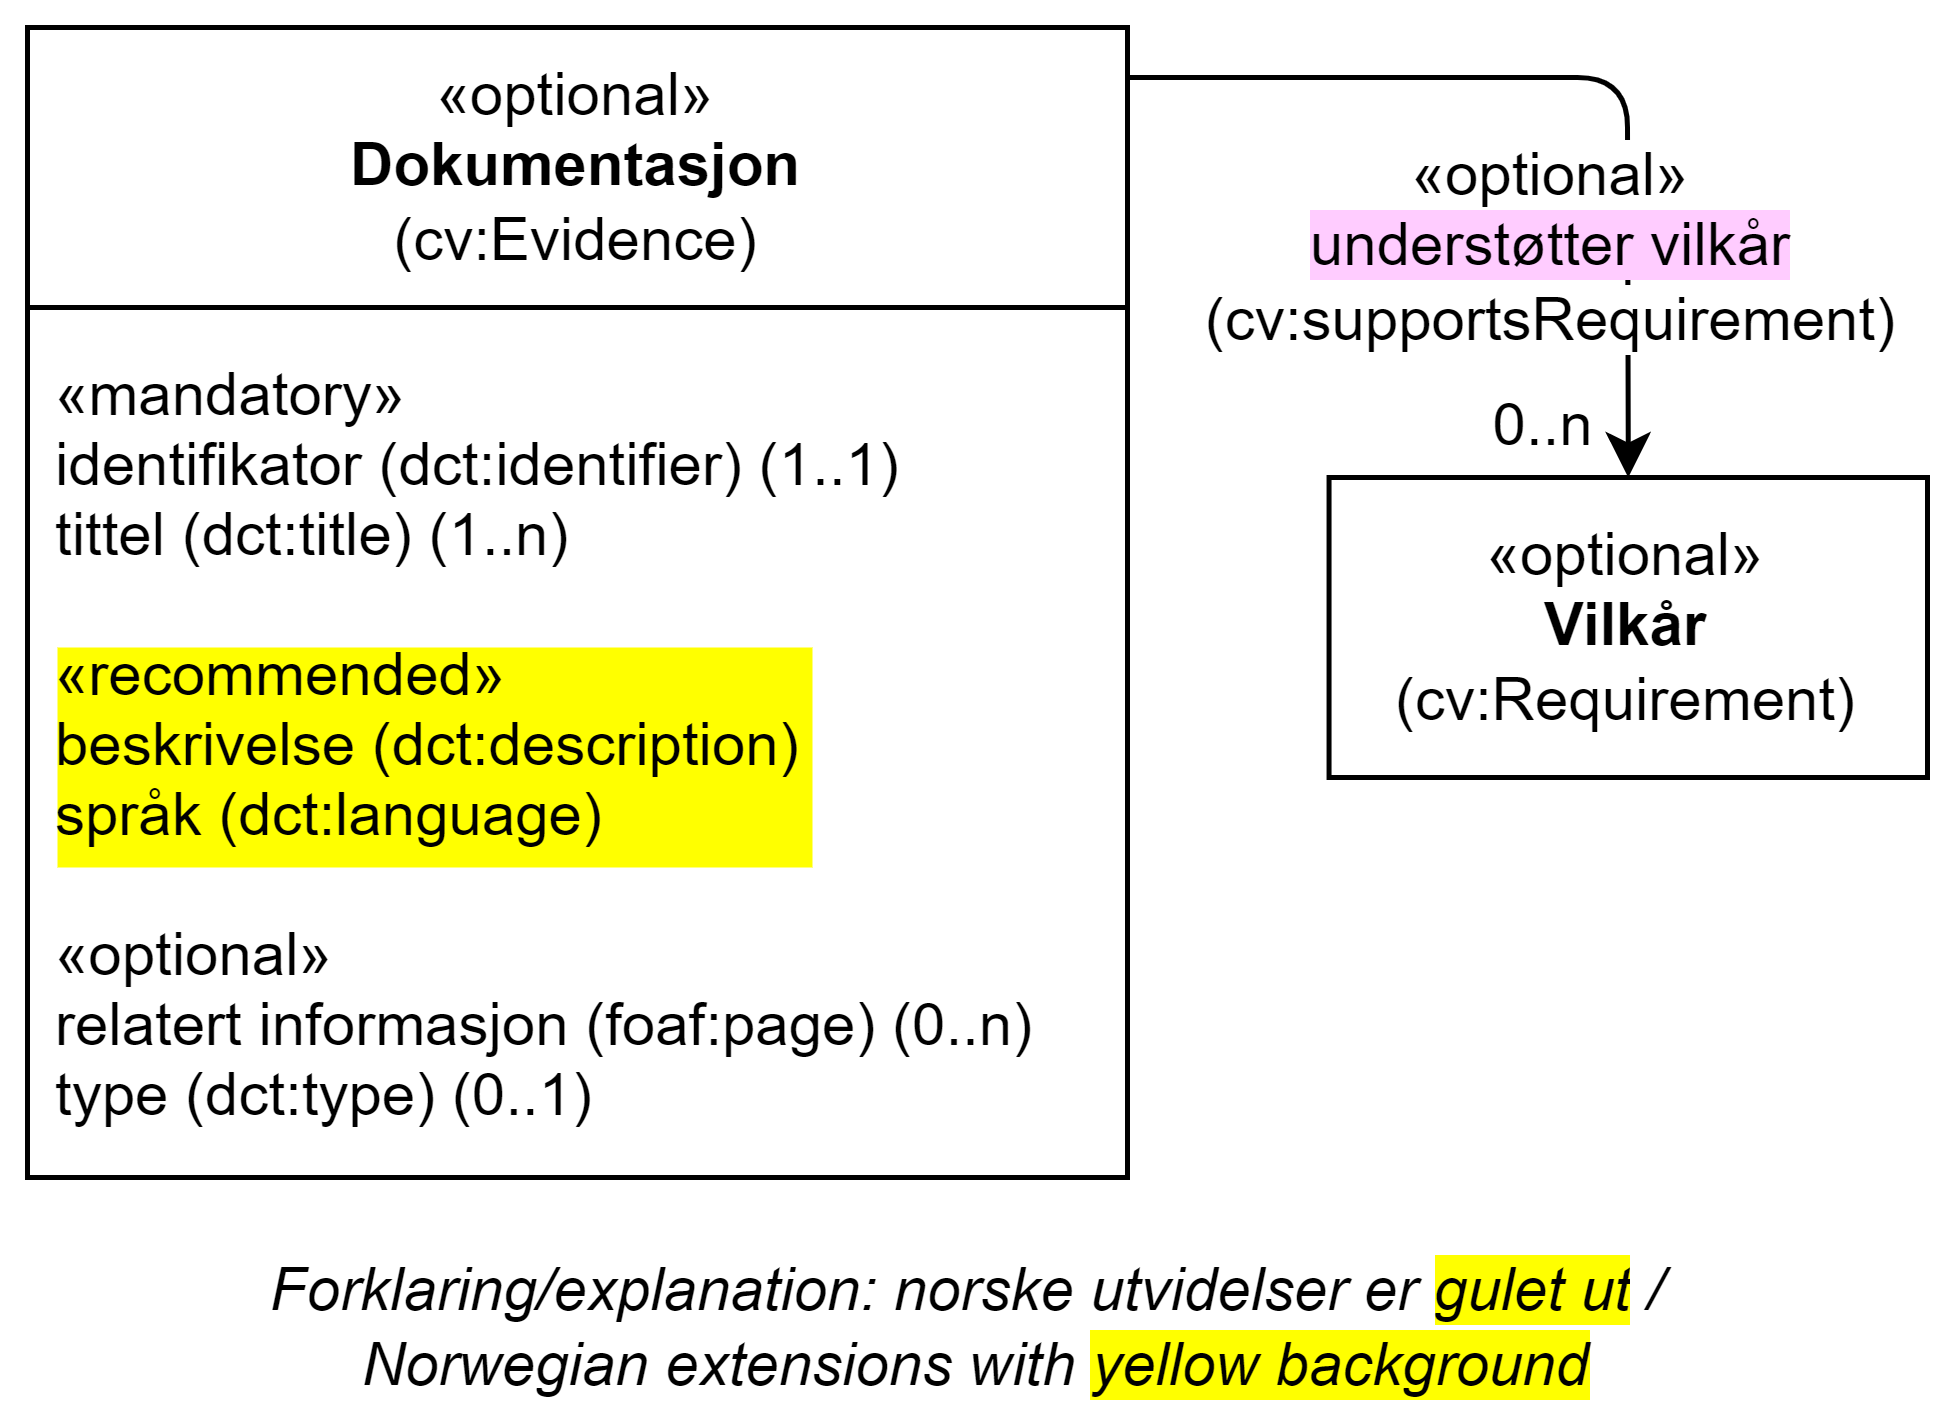 «optional»
Dokumentasjon
(cv:Evidence)
«mandatory»
identifikator (dct:identifier) (1..1)
tittel (dct:title) (1..n)
«recommended»
beskrivelse (dct:description)
språk (dct:language)
«optional»
relatert informasjon (foaf:page) (0..n)
type (dct:type) (0..1)
«optional»
understøtter vilkår
(cv:supportsRequirement)
0..n
«optional»
Vilkår
(cv:Requirement)
Forklaring/explanation: norske utvidelser er gulet ut /
Norwegian extensions with yellow background